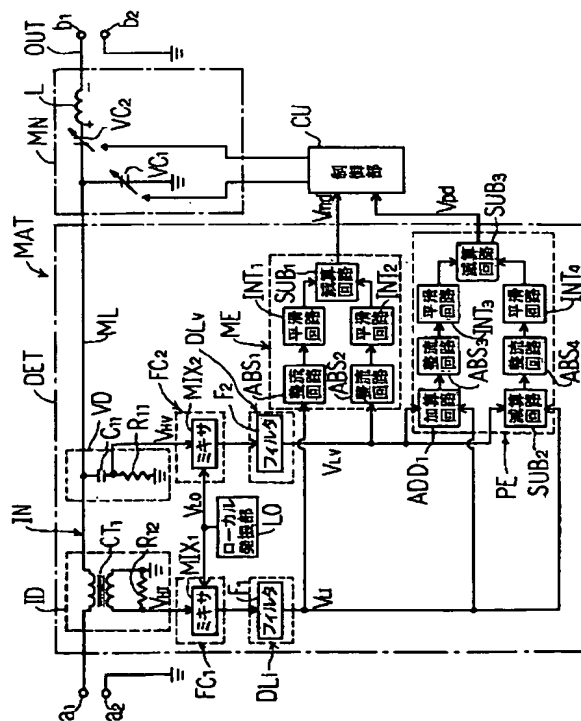 MAT
DET
MN
OUT
b₁
b₂
L
VC₂
VC₁
CU
制御部
ML
IN
VD
C₁₁
R₁₁
ID
CT₁
R₁₂
a₁
a₂
VHV
VHI
FC₂
MIX₂
ミキサ
VLO
ローカル発振部
LO
MIX₁
ミキサ
FC₁
DLV
F₂
フィルタ
F₁
フィルタ
DLI
VLV
VLI
ME
ABS₁
整流回路
INT₁
平滑回路
SUB₁
減算回路
ABS₂
整流回路
INT₂
平滑回路
Vmd
Vpd
PE
ADD₁
加算回路
整流回路
ABS₃
平滑回路
INT₃
SUB₃
減算回路
SUB₂
減算回路
整流回路
ABS₄
平滑回路
INT₄